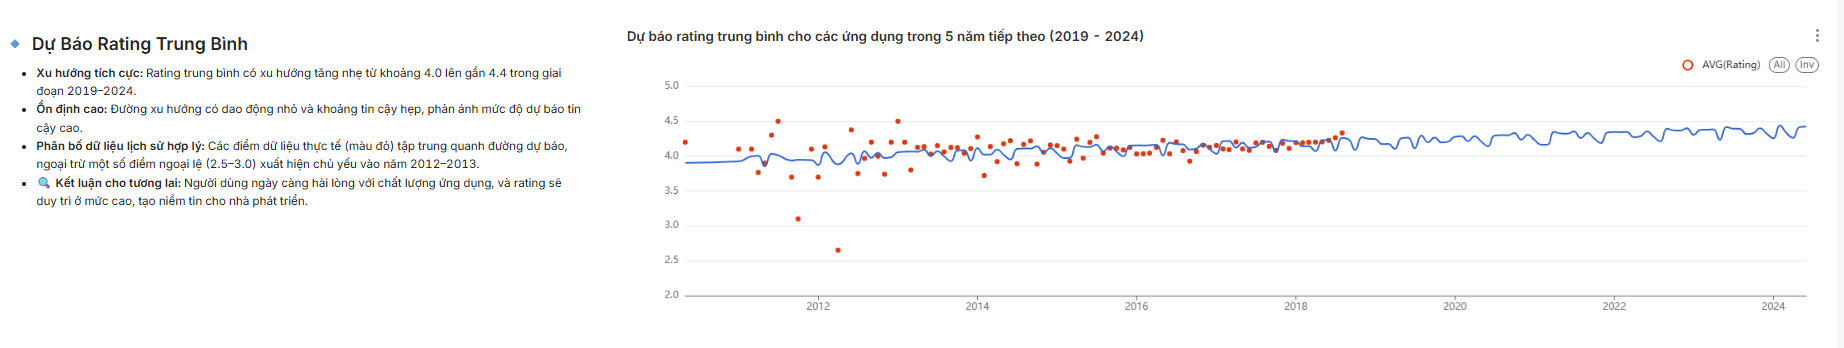 Dự Báo Rating Trung Bình
Xu hướng tích cực: Rating trung bình có xu hướng tăng nhẹ từ khoảng 4.0 lên gần 4.4 trong giai
đoạn 2019–2024.
Ổn định cao: Đường xu hướng có dao động nhỏ và khoảng tin cậy hẹp, phản ánh mức độ dự báo tin
cậy cao.
Phân bố dữ liệu lịch sử hợp lý: Các điểm dữ liệu thực tế (màu đỏ) tập trung quanh đường dự báo,
ngoại trừ một số điểm ngoại lệ (2.5–3.0) xuất hiện chủ yếu vào năm 2012–2013.
🔍 Kết luận cho tương lai: Người dùng ngày càng hài lòng với chất lượng ứng dụng, và rating sẽ
duy trì ở mức cao, tạo niềm tin cho nhà phát triển.
Dự báo rating trung bình cho các ứng dụng trong 5 năm tiếp theo (2019 - 2024)
AVG(Rating) All Inv
5.0
4.5
4.0
3.5
3.0
2.5
2.0
2012 2014 2016 2018 2020 2022 2024